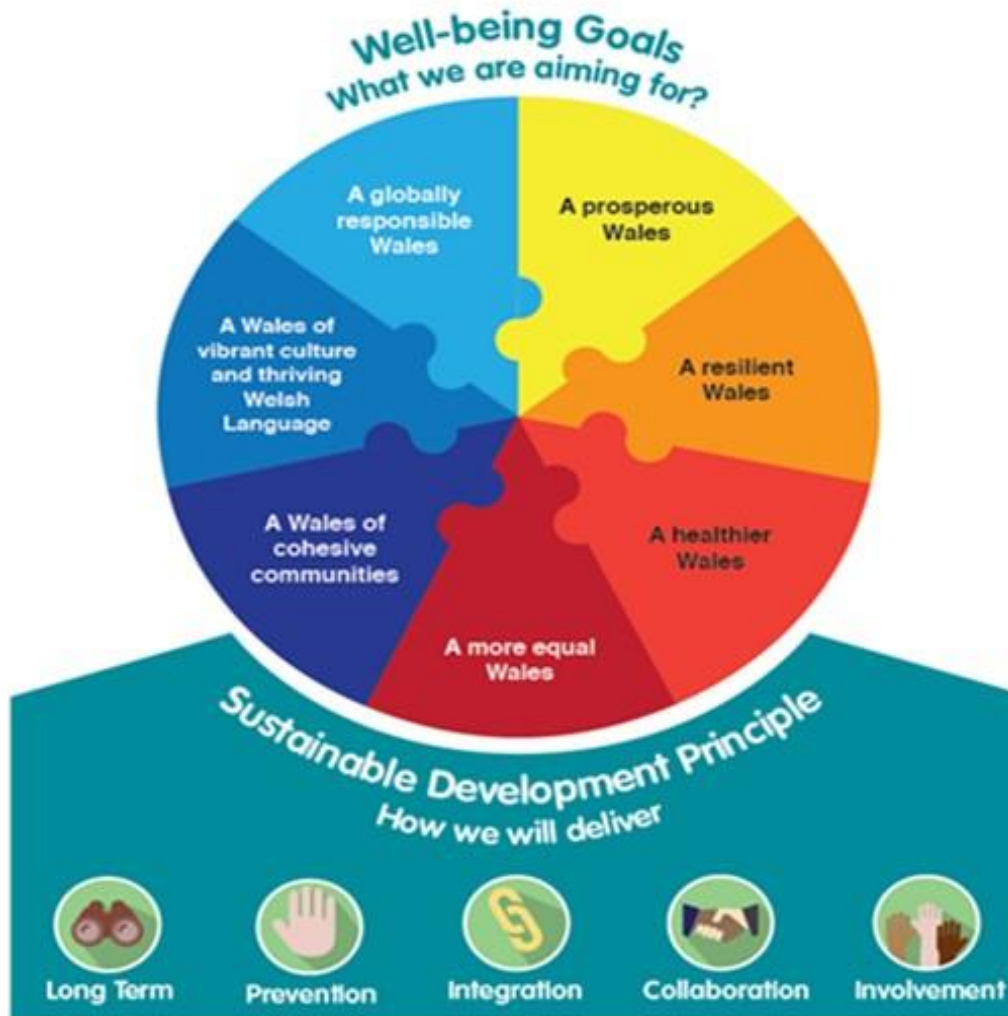 Well-being Goals
What we are aiming for?
A globally
responsible
Wales
A prosperous
Wales
A Wales of
vibrant culture
and thriving
Welsh
Language
A resilient
Wales
A Wales of
cohesive
communities
A healthier
Wales
A more equal
Wales
Sustainable Development Principle
How we will deliver
Long Term
Prevention
Integration
Collaboration
Involvement